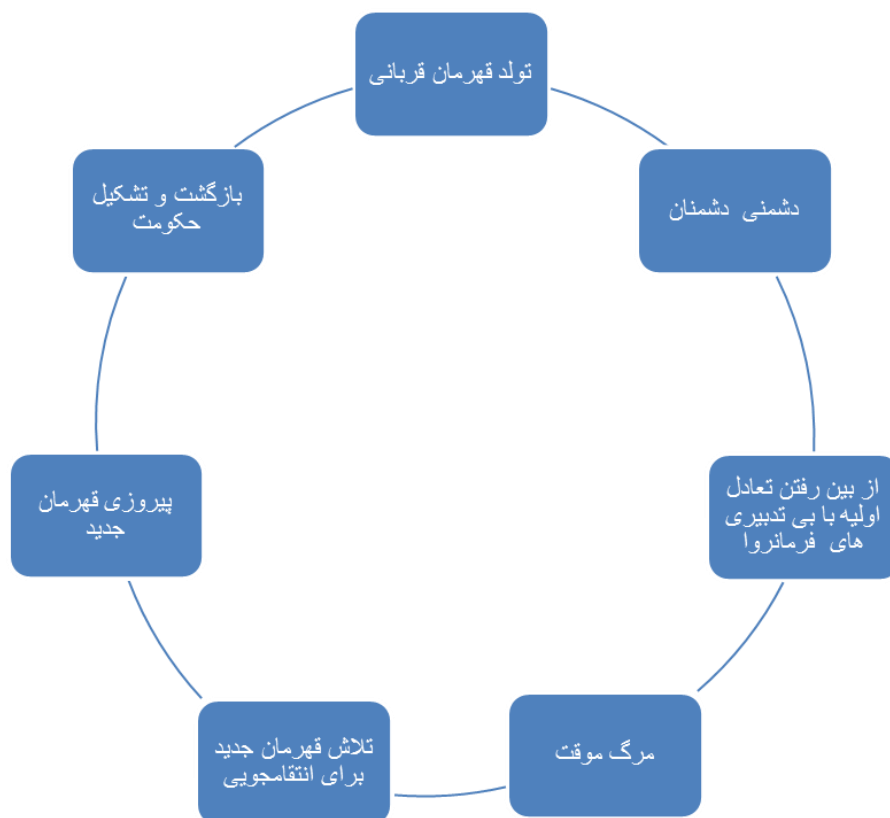 تولد قهرمان قربانی
دشمنی دشمنان
از بین رفتن تعادل
اولیه با بی تدبیری
های فرمانروا
مرگ موقت
تلاش قهرمان جدید
برای انتقامجویی
پیروزی قهرمان
جدید
بازگشت و تشکیل
حکومت